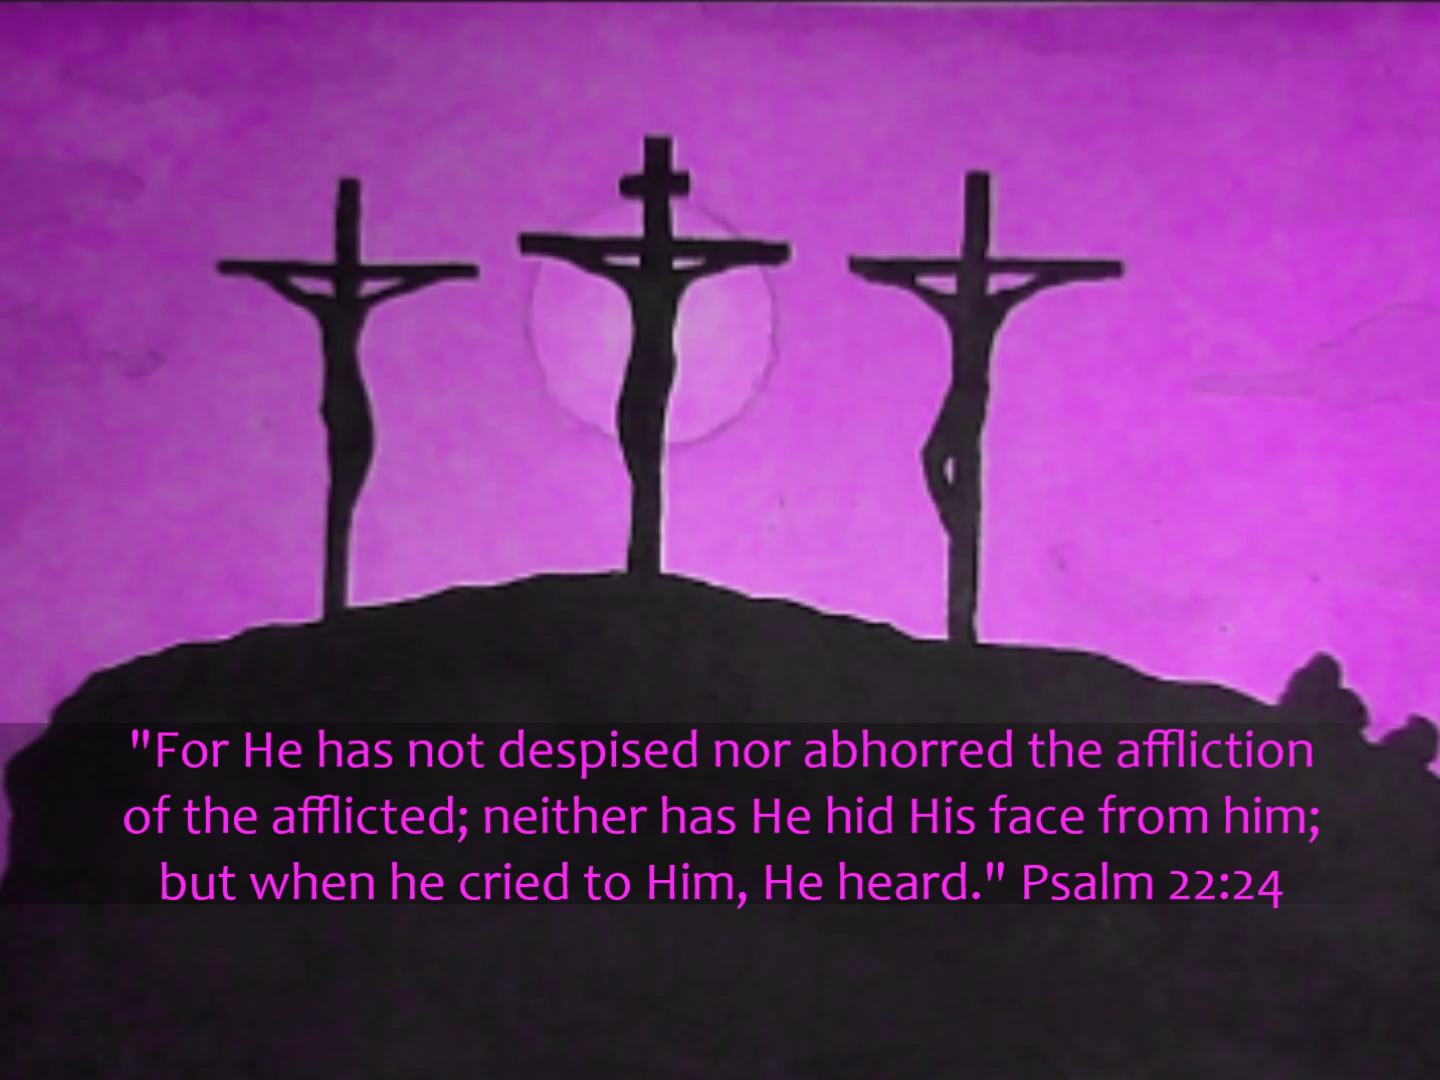 "For He has not despised nor abhorred the affliction
of the afflicted; neither has He hid His face from him;
but when he cried to Him, He heard." Psalm 22:24